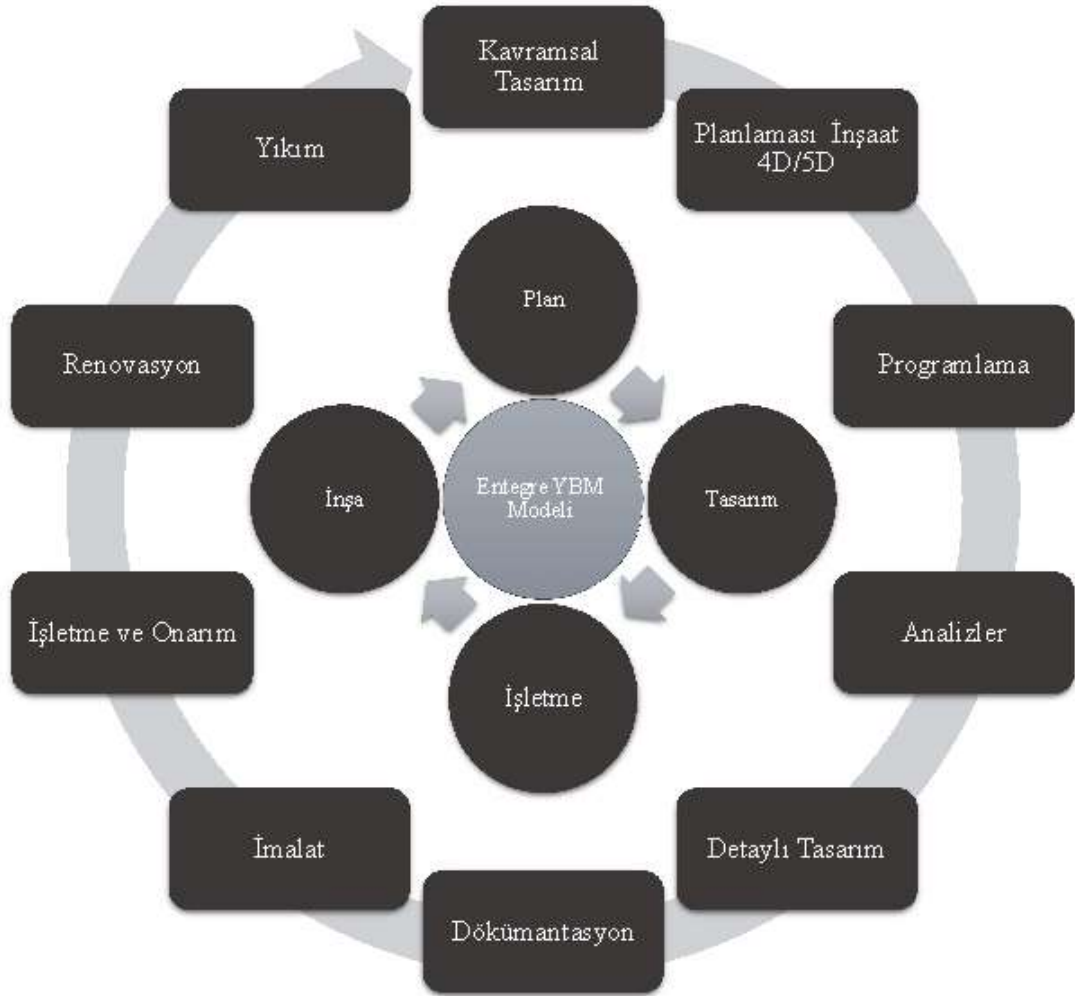 Kavramsal
Tasarım
Planlaması İnşaat
4D/5D
Programlama
Analizler
Detaylı Tasarım
Dökümantasyon
İmalat
İşletme ve Onarım
Renovasyon
Yıkım
Plan
Tasarım
İşletme
İnşa
Entegre YBM
Modeli